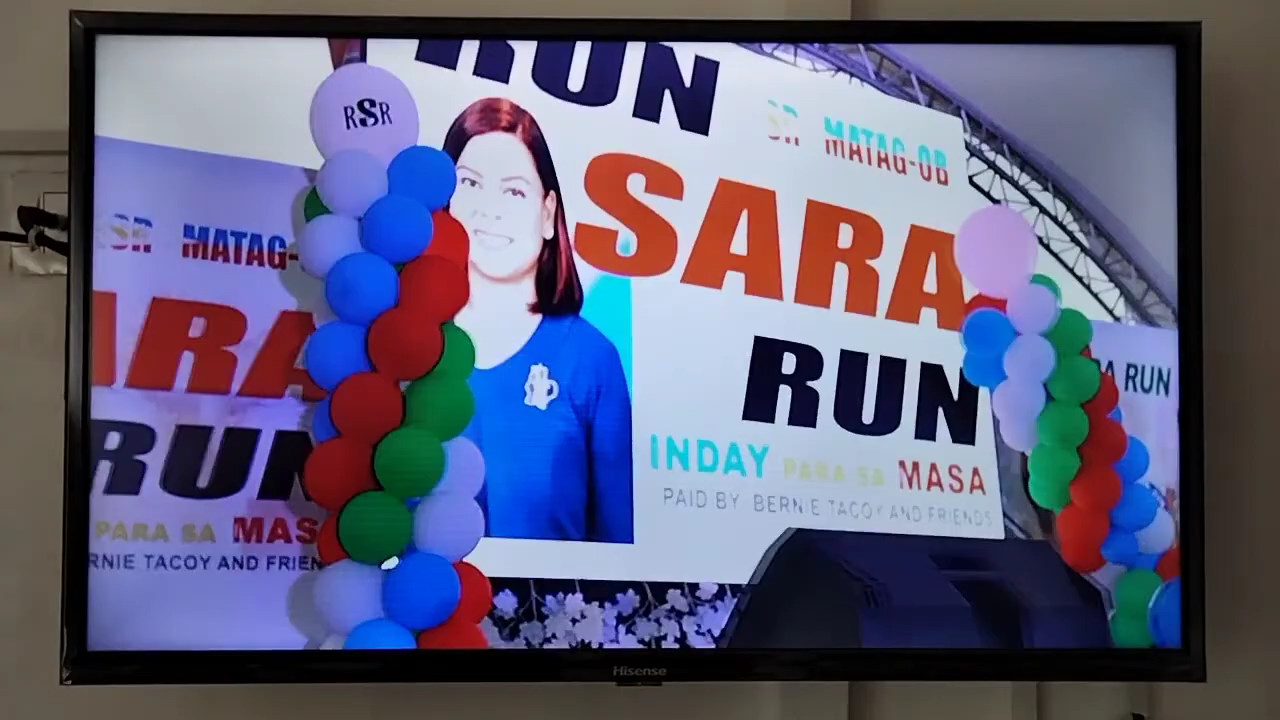 RUN
RSR
SR MATAG-OB
SARA
RUN
INDAY PARA SA MASA
PAID BY BERNIE TACOY AND FRIENDS
SR MATAG-
ARA
RUN
PARA SA MAS
RNIE TACOY AND FRIEN
A RUN
Hisense